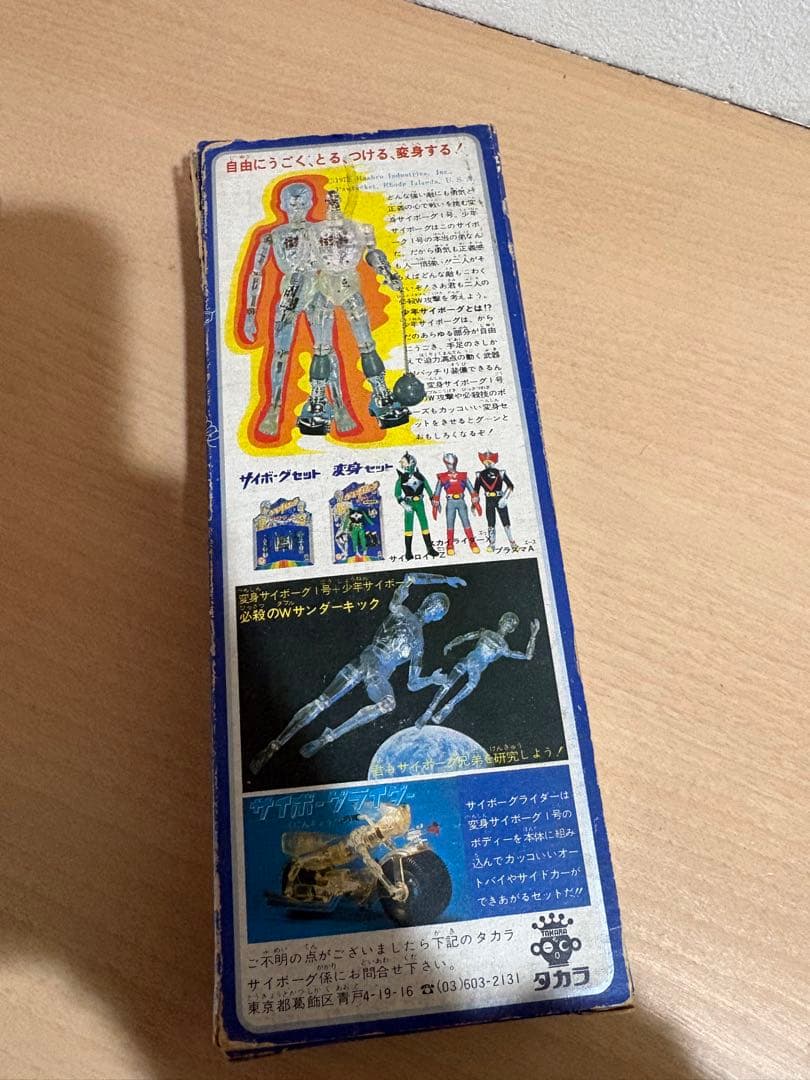 自由にうごく、とる、つける、変身する!
Hasbro Industries, Inc.
Pawtucket, Rhode Island, U.S.A.
どんな強い敵にも勇気と
正義の心で戦いを挑む変
身サイボーグ1号、少年
サイボーグはこのサイボ
ーグ1号の本当の弟なん
だ。だから勇気も正義感
も人一倍強い!二人がそ
ろえばどんな敵もこわく
ないぞ!さあ君も二人の
必殺W攻撃を考えよう。
少年サイボーグとは!?
少年サイボーグは、から
だのあらゆる部分が自由
にうごき、手足のさしか
えで迫力満点の動く武器
バッチリ装備できるん
変身サイボーグ1号
のW攻撃や必殺技のポ
ーズもカッコいい変身セ
ットをきせるとグーンと
おもしろくなるぞ!
サイボーグセット
変身セット
サイボロイドZ
スカイライダーX
プラズマA
変身サイボーグ1号+少年サイボーグ
必殺のWサンダーキック
君もサイボーグ兄弟を研究しよう!
サイボーグライダー
サイボーグライダーは
変身サイボーグ1号の
ボディーを本体に組み
込んでカッコいいオー
トバイやサイドカーが
できあがるセットだ!!
ご不明の点がございましたら下記のタカラ
サイボーグ係にお問合せ下さい。
東京都葛飾区青戸4-19-16 ☎(03)603-2131
TAKARA
タカラ